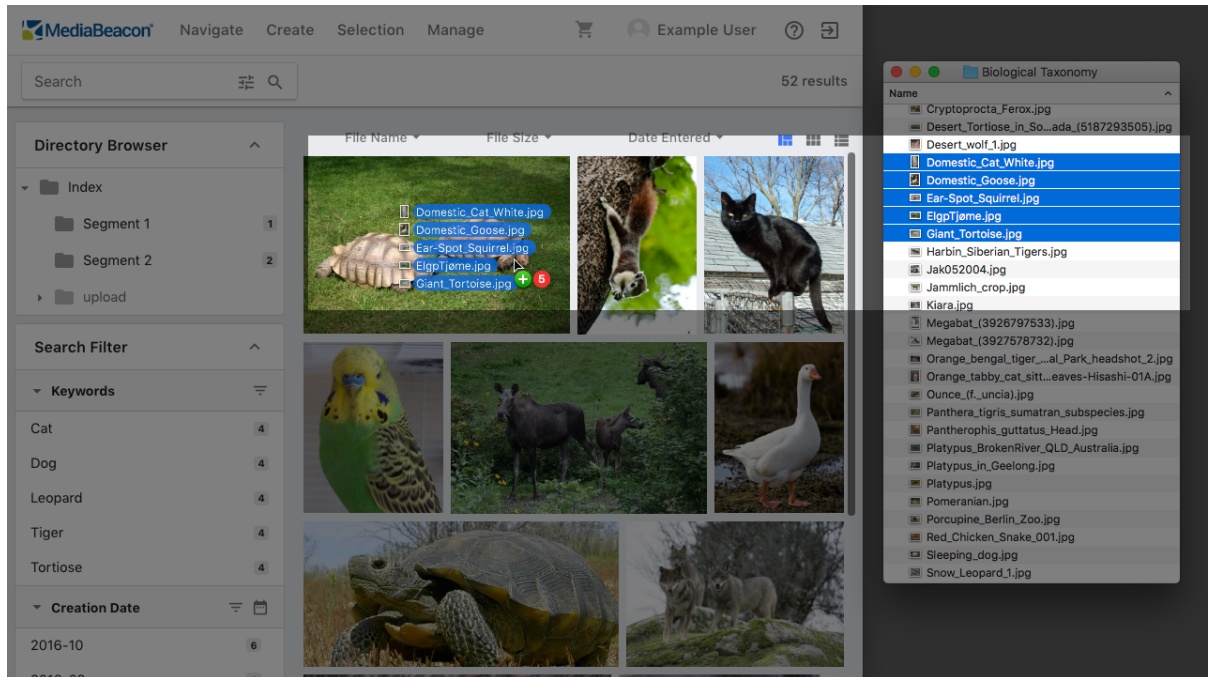 MediaBeacon® Navigate Create Selection Manage Example User
Search 52 results
Directory Browser
Index
Segment 1 1
Segment 2 2
upload
Search Filter
Keywords
Cat 4
Dog 4
Leopard 4
Tiger 4
Tortiose 4
Creation Date
2016-10 6
File Name File Size Date Entered
Domestic_Cat_White.jpg
Domestic_Goose.jpg
Ear-Spot_Squirrel.jpg
ElgpTjøme.jpg
Giant_Tortoise.jpg 5
Biological Taxonomy
Name
Cryptoprocta_Ferox.jpg
Desert_Tortoise_in_So...ada_(5187293505).jpg
Desert_wolf_1.jpg
Domestic_Cat_White.jpg
Domestic_Goose.jpg
Ear-Spot_Squirrel.jpg
ElgpTjøme.jpg
Giant_Tortoise.jpg
Harbin_Siberian_Tigers.jpg
Jak052004.jpg
Jammlich_crop.jpg
Kiara.jpg
Megabat_(3926797533).jpg
Megabat_(3927578732).jpg
Orange_bengal_tiger_...al_Park_headshot_2.jpg
Orange_tabby_cat_sitt...eaves-Hisashi-01A.jpg
Ounce_(f._uncia).jpg
Panthera_tigris_sumatran_subspecies.jpg
Pantherophis_guttatus_Head.jpg
Platypus_BrokenRiver_QLD_Australia.jpg
Platypus_in_Geelong.jpg
Platypus.jpg
Pomeranian.jpg
Porcupine_Berlin_Zoo.jpg
Red_Chicken_Snake_001.jpg
Sleeping_dog.jpg
Snow_Leopard_1.jpg